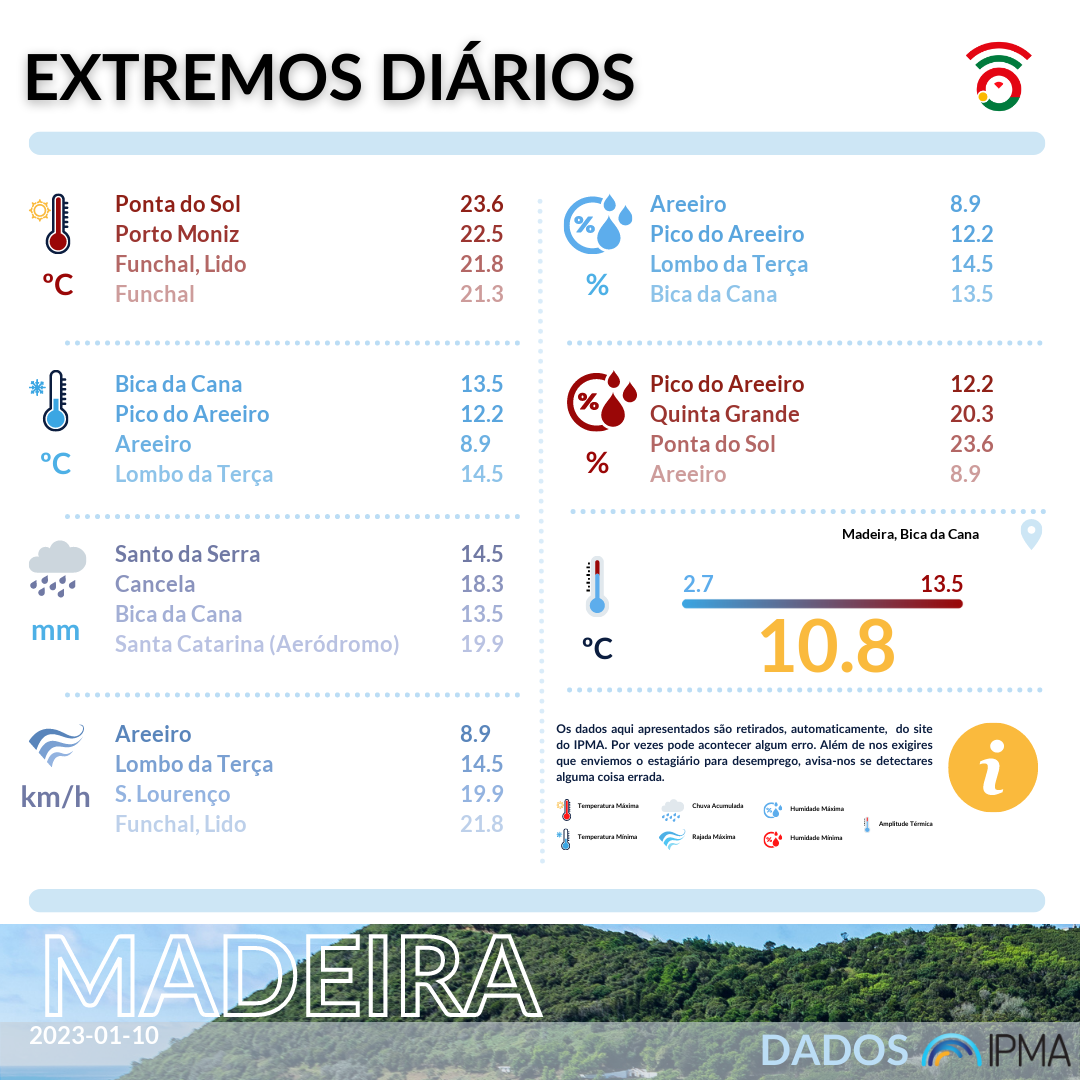 EXTREMOS DIÁRIOS
Ponta do Sol 23.6
Porto Moniz 22.5
Funchal, Lido 21.8
Funchal 21.3
ºC
Bica da Cana 13.5
Pico do Areeiro 12.2
Areeiro 8.9
Lombo da Terça 14.5
ºC
Santo da Serra 14.5
Cancela 18.3
Bica da Cana 13.5
Santa Catarina (Aeródromo) 19.9
mm
Areeiro 8.9
Lombo da Terça 14.5
S. Lourenço 19.9
Funchal, Lido 21.8
km/h
%
Areeiro 8.9
Pico do Areeiro 12.2
Lombo da Terça 14.5
Bica da Cana 13.5
%
%
Pico do Areeiro 12.2
Quinta Grande 20.3
Ponta do Sol 23.6
Areeiro 8.9
%
Madeira, Bica da Cana
2.7 13.5
10.8
ºC
Os dados aqui apresentados são retirados, automaticamente, do site
do IPMA. Por vezes pode acontecer algum erro. Além de nos exigires
que enviemos o estagiário para desemprego, avisa-nos se detectares
alguma coisa errada.
i
Temperatura Máxima
Chuva Acumulada
Humidade Máxima
Amplitude Térmica
Temperatura Mínima
Rajada Máxima
Humidade Mínima
MADEIRA
2023-01-10
DADOS IPMA